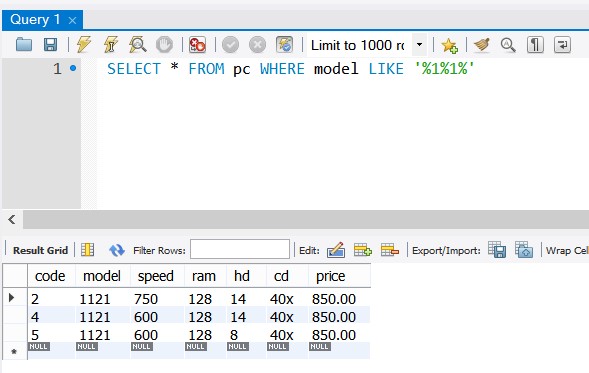 Query 1 ×
Limit to 1000 rc
1 SELECT * FROM pc WHERE model LIKE '%1%1%'
Result Grid Filter Rows: Edit: Export/Import: Wrap Cel
code model speed ram hd cd price
2 1121 750 128 14 40x 850.00
4 1121 600 128 14 40x 850.00
5 1121 600 128 8 40x 850.00
NULL NULL NULL NULL NULL NULL NULL